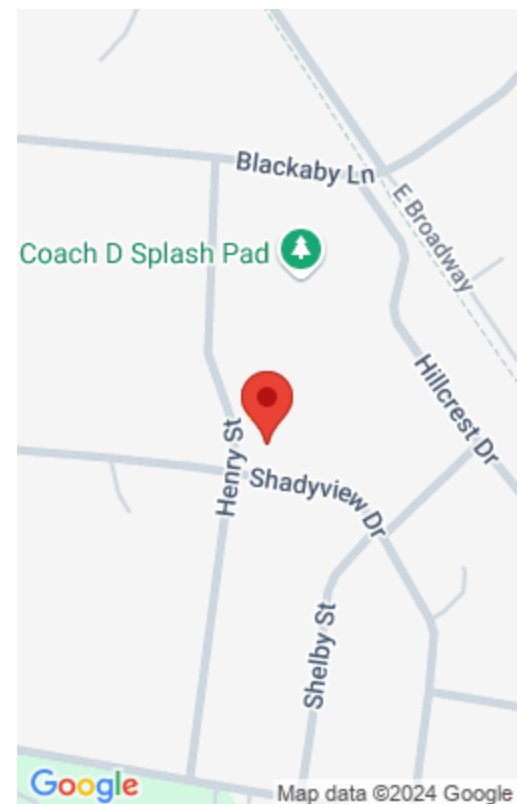 Blackaby Ln
E Broadway
Coach D Splash Pad
Hillcrest Dr
Henry St
Shadyview Dr
Shelby St
Google
Map data ©2024 Google